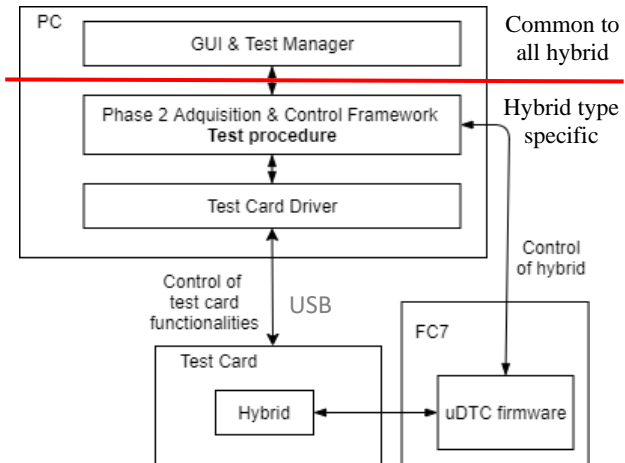 PC
GUI & Test Manager
Common to
all hybrid
Phase 2 Adquisition & Control Framework
Test procedure
Hybrid type
specific
Test Card Driver
Control
of hybrid
Control of
test card
functionalities
USB
FC7
Test Card
Hybrid
uDTC firmware